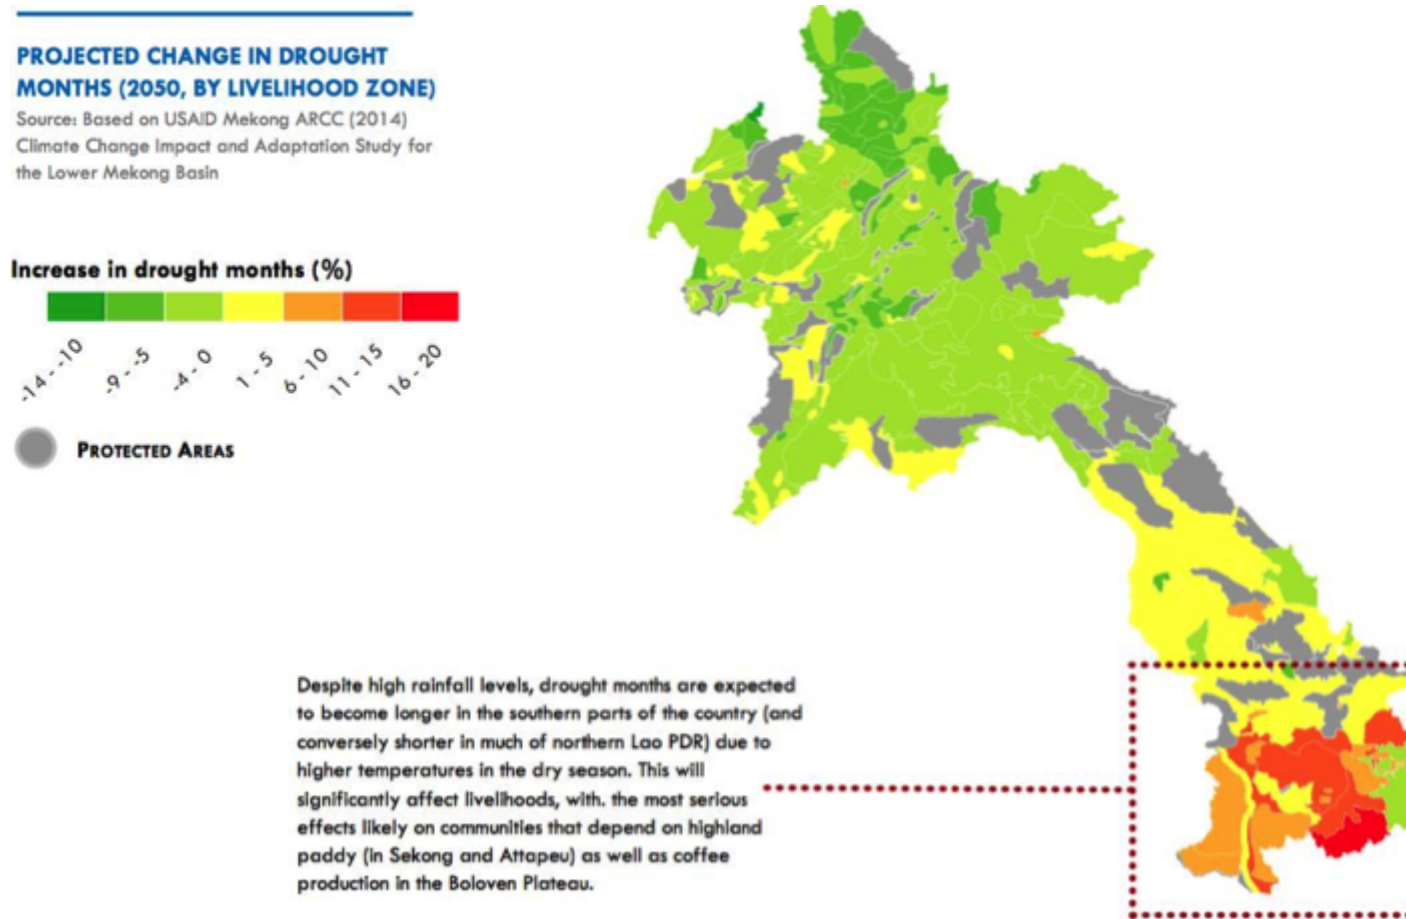 PROJECTED CHANGE IN DROUGHT
MONTHS (2050, BY LIVELIHOOD ZONE)
Source: Based on USAID Mekong ARCC (2014)
Climate Change Impact and Adaptation Study for
the Lower Mekong Basin
Increase in drought months (%)
-14 - -10
-9 - -5
-4 - 0
1 - 5
6 - 10
11 - 15
16 - 20
PROTECTED AREAS
Despite high rainfall levels, drought months are expected
to become longer in the southern parts of the country (and
conversely shorter in much of northern Lao PDR) due to
higher temperatures in the dry season. This will
significantly affect livelihoods, with. the most serious
effects likely on communities that depend on highland
paddy (in Sekong and Attapeu) as well as coffee
production in the Boloven Plateau.